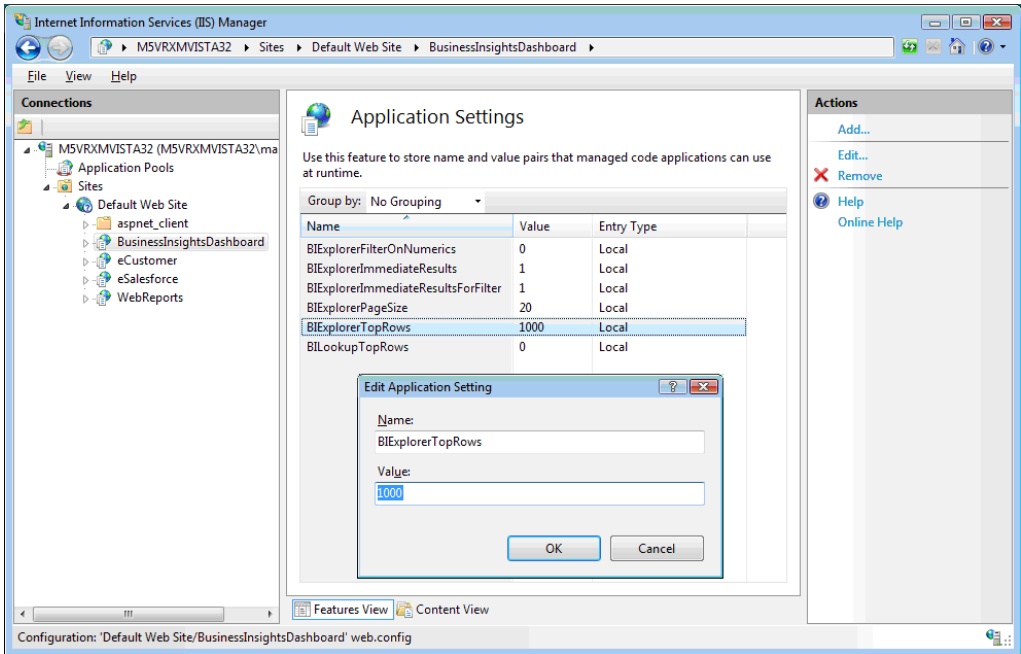 Internet Information Services (IIS) Manager
M5VRXMVISTA32 Sites Default Web Site BusinessInsightsDashboard
File View Help
Connections
M5VRXMVISTA32 (M5VRXMVISTA32\ma
Application Pools
Sites
Default Web Site
aspnet_client
BusinessInsightsDashboard
eCustomer
eSalesforce
WebReports
Application Settings
Use this feature to store name and value pairs that managed code applications can use
at runtime.
Group by: No Grouping
Name Value Entry Type
BIExplorerFilterOnNumerics 0 Local
BIExplorerImmediateResults 1 Local
BIExplorerImmediateResultsForFilter 1 Local
BIExplorerPageSize 20 Local
BIExplorerTopRows 1000 Local
BILookupTopRows 0 Local
Edit Application Setting
Name:
BIExplorerTopRows
Value:
1000
OK Cancel
Features View Content View
Actions
Add...
Edit...
Remove
Help
Online Help
Configuration: 'Default Web Site/BusinessInsightsDashboard' web.config